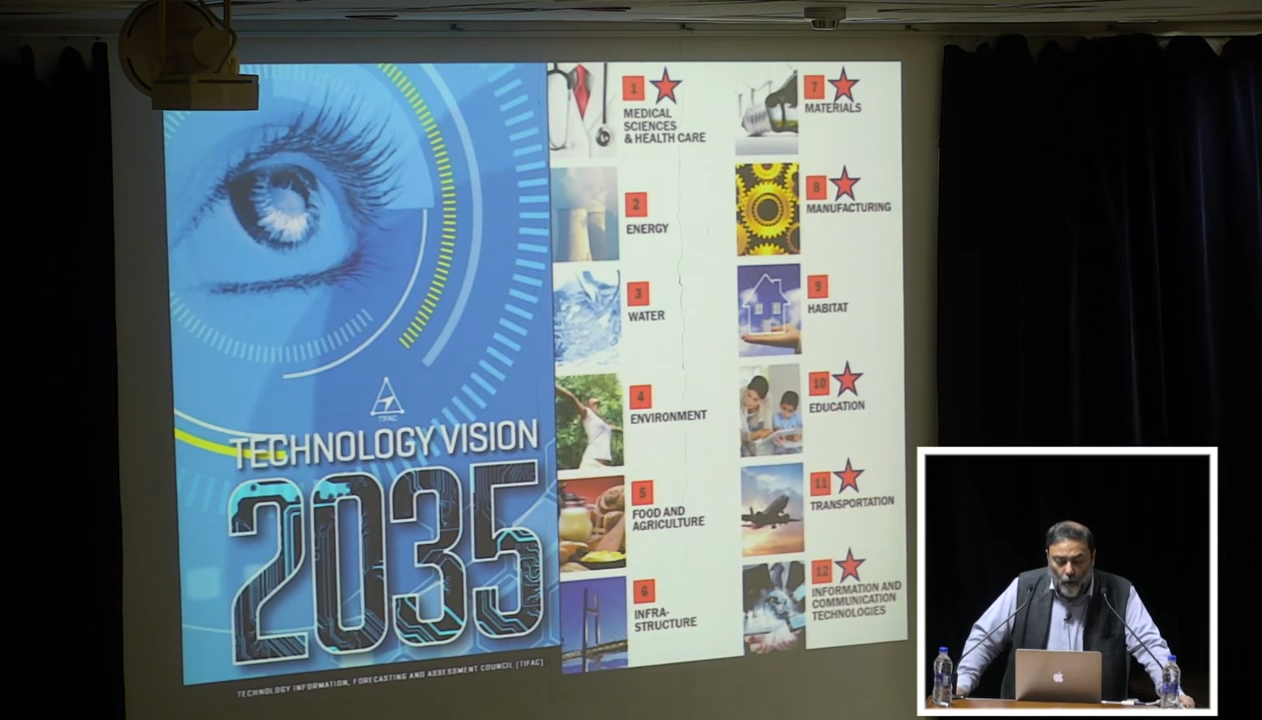 TIFAC
TECHNOLOGY VISION
2035
TECHNOLOGY INFORMATION, FORECASTING AND ASSESSMENT COUNCIL [TIFAC]
1
MEDICAL
SCIENCES
& HEALTH CARE
2
ENERGY
3
WATER
4
ENVIRONMENT
5
FOOD AND
AGRICULTURE
6
INFRA-
STRUCTURE
7
MATERIALS
8
MANUFACTURING
9
HABITAT
10
EDUCATION
11
TRANSPORTATION
12
INFORMATION AND
COMMUNICATION
TECHNOLOGIES